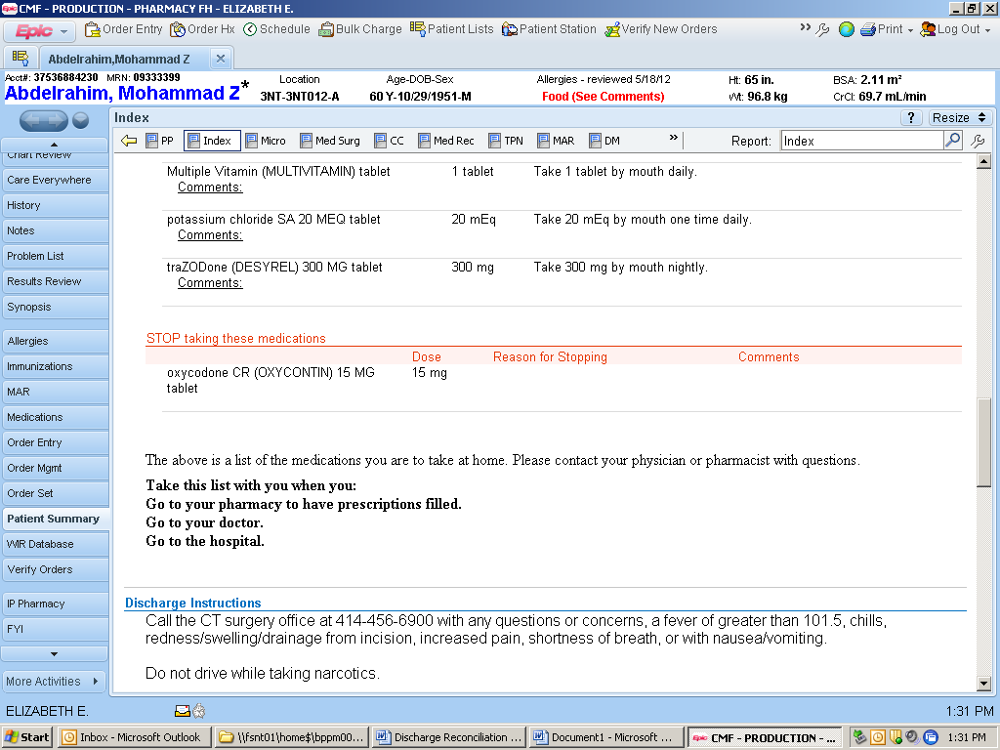 CMF - PRODUCTION - PHARMACY FH - ELIZABETH E.
Epic Order Entry Order Hx Schedule Bulk Charge Patient Lists Patient Station Verify New Orders » Print Log Out
Abdelrahim,Mohammad Z
Acct#: 37536884230 MRN: 09333399 Location Age-DOB-Sex Allergies - reviewed 5/18/12 Ht: 65 in. BSA: 2.11 m²
Abdelrahim, Mohammad Z* 3NT-3NT012-A 60 Y-10/29/1951-M Food (See Comments) Wt: 96.8 kg CrCl: 69.7 mL/min
Index ? Resize
PP Index Micro Med Surg CC Med Rec TPN MAR DM » Report: Index
Chart Review
Care Everywhere
History
Notes
Problem List
Results Review
Synopsis
Allergies
Immunizations
MAR
Medications
Order Entry
Order Mgmt
Order Set
Patient Summary
WIR Database
Verify Orders
IP Pharmacy
FYI
More Activities
Multiple Vitamin (MULTIVITAMIN) tablet 1 tablet Take 1 tablet by mouth daily.
Comments:
potassium chloride SA 20 MEQ tablet 20 mEq Take 20 mEq by mouth one time daily.
Comments:
traZODone (DESYREL) 300 MG tablet 300 mg Take 300 mg by mouth nightly.
Comments:
STOP taking these medications
Dose Reason for Stopping Comments
oxycodone CR (OXYCONTIN) 15 MG 15 mg
tablet
The above is a list of the medications you are to take at home. Please contact your physician or pharmacist with questions.
Take this list with you when you:
Go to your pharmacy to have prescriptions filled.
Go to your doctor.
Go to the hospital.
Discharge Instructions
Call the CT surgery office at 414-456-6900 with any questions or concerns, a fever of greater than 101.5, chills,
redness/swelling/drainage from incision, increased pain, shortness of breath, or with nausea/vomiting.
Do not drive while taking narcotics.
ELIZABETH E. 1:31 PM
Start Inbox - Microsoft Outlook \\fsnt01\home$\bppm00... Discharge Reconciliation ... Document1 - Microsoft ... Epic CMF - PRODUCTION - ... 1:31 PM